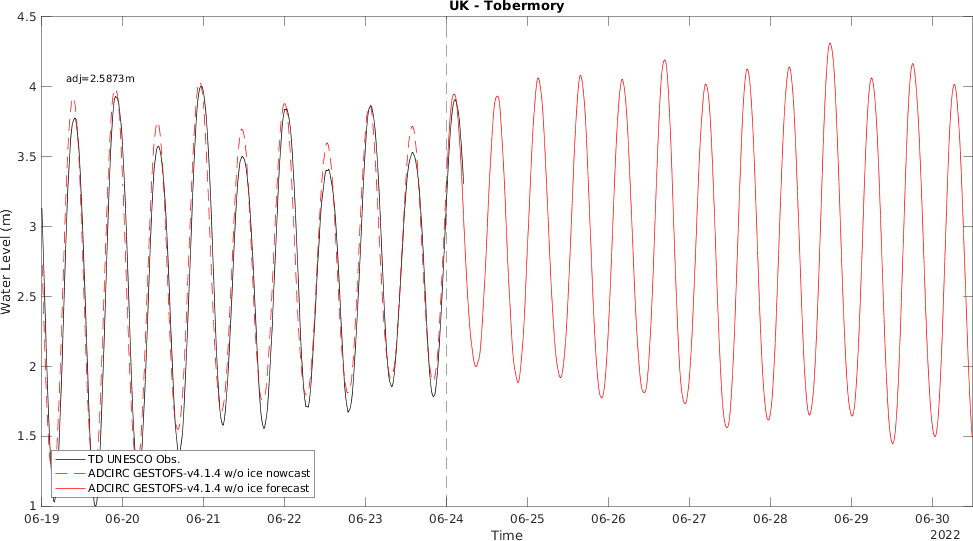 UK - Tobermory
4.5
4
3.5
3
2.5
2
1.5
1
Water Level (m)
adj=2.5873m
TD UNESCO Obs.
ADCIRC GESTOFS-v4.1.4 w/o ice nowcast
ADCIRC GESTOFS-v4.1.4 w/o ice forecast
06-19 06-20 06-21 06-22 06-23 06-24 06-25 06-26 06-27 06-28 06-29 06-30
Time
2022